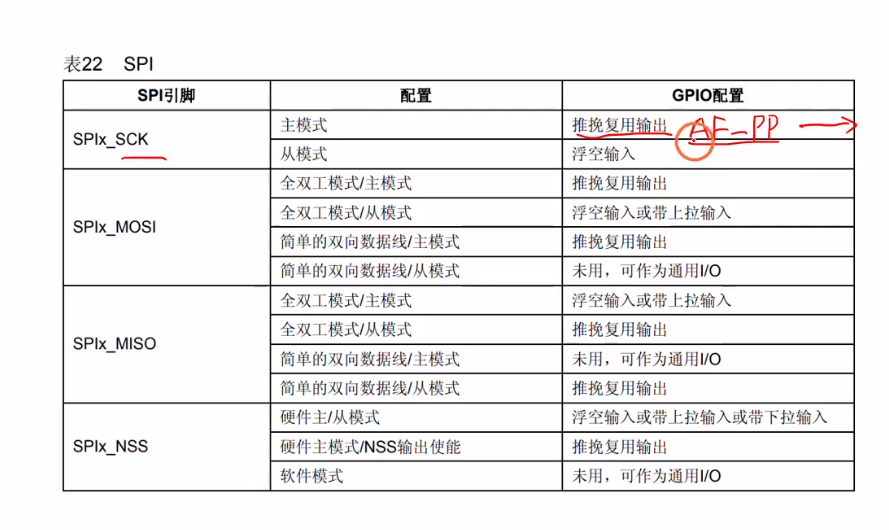 表22 SPI
SPI引脚 配置 GPIO配置
SPIx_SCK 主模式 推挽复用输出 AF_PP
从模式 浮空输入
SPIx_MOSI 全双工模式/主模式 推挽复用输出
全双工模式/从模式 浮空输入或带上拉输入
简单的双向数据线/主模式 推挽复用输出
简单的双向数据线/从模式 未用，可作为通用I/O
SPIx_MISO 全双工模式/主模式 浮空输入或带上拉输入
全双工模式/从模式 推挽复用输出
简单的双向数据线/主模式 未用，可作为通用I/O
简单的双向数据线/从模式 推挽复用输出
SPIx_NSS 硬件主/从模式 浮空输入或带上拉输入或带下拉输入
硬件主模式/NSS输出使能 推挽复用输出
软件模式 未用，可作为通用I/O